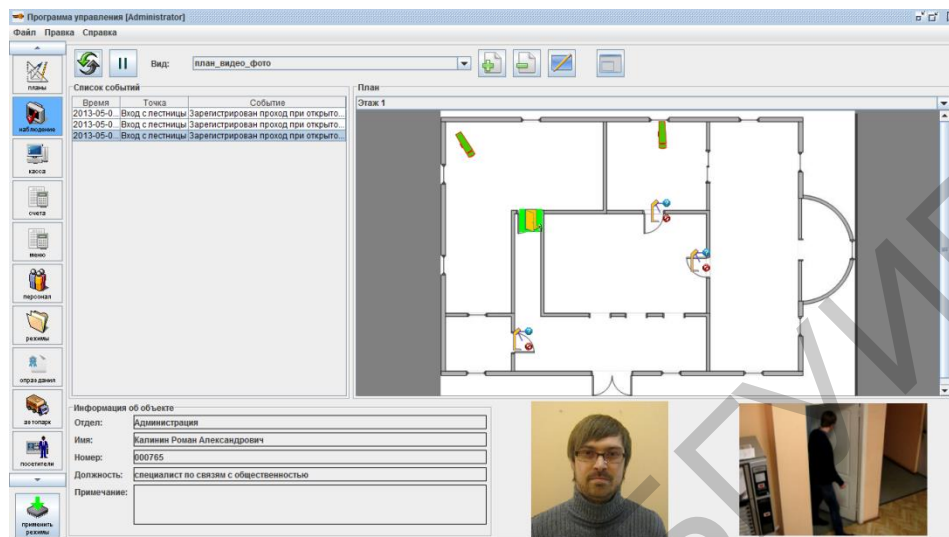 Программа управления [Administrator]
Файл Правка Справка
Вид: план_видео_фото
Список событий
Время Точка Событие
2013-05-0... Вход с лестницы Зарегистрирован проход при открыто...
2013-05-0... Вход с лестницы Зарегистрирован проход при открыто...
2013-05-0... Вход с лестницы Зарегистрирован проход при открыто...
План
Этаж 1
планы
наблюдение
касса
счета
меню
персонал
режимы
оправдания
автопарк
посетители
применить
режимы
Информация об объекте
Отдел: Администрация
Имя: Калинин Роман Александрович
Номер: 000765
Должность: специалист по связям с общественностью
Примечание:
БГУИР